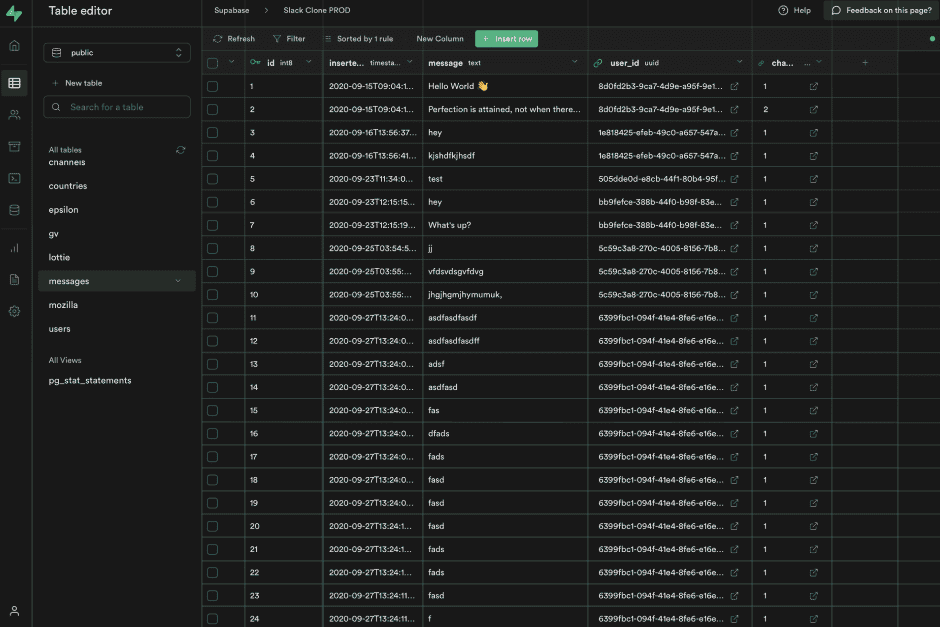 Table editor
Supabase > Slack Clone PROD
Help
Feedback on this page?
public
New table
Search for a table
All tables
channels
countries
epsilon
gv
lottie
messages
mozilla
users
All Views
pg_stat_statements
Refresh Filter Sorted by 1 rule New Column + Insert row
id int8 inserte... timesta... message text user_id uuid cha... ... +
1 2020-09-15T09:04:1... Hello World 👋 8d0fd2b3-9ca7-4d9e-a95f-9e1... 1
2 2020-09-15T09:04:1... Perfection is attained, not when there... 8d0fd2b3-9ca7-4d9e-a95f-9e1... 2
3 2020-09-16T13:56:37... hey 1e818425-efeb-49c0-a657-547a... 1
4 2020-09-16T13:56:41... kjshdfkjhsdf 1e818425-efeb-49c0-a657-547a... 1
5 2020-09-23T11:34:0... test 505dde0d-e8cb-44f1-80b4-95f... 1
6 2020-09-23T12:15:15... hey bb9fefce-388b-44f0-b98f-83e... 1
7 2020-09-23T12:15:19... What's up? bb9fefce-388b-44f0-b98f-83e... 1
8 2020-09-25T03:54:5... jj 5c59c3a8-270c-4005-8156-7b8... 1
9 2020-09-25T03:55:... vfdsvdsgvfdvg 5c59c3a8-270c-4005-8156-7b8... 1
10 2020-09-25T03:55:... jhgjhgmjhymumuk, 5c59c3a8-270c-4005-8156-7b8... 1
11 2020-09-27T13:24:0... asdfasdfasdf 6399fbc1-094f-41e4-8fe6-e16e... 1
12 2020-09-27T13:24:0... asdfasdfasdff 6399fbc1-094f-41e4-8fe6-e16e... 1
13 2020-09-27T13:24:0... adsf 6399fbc1-094f-41e4-8fe6-e16e... 1
14 2020-09-27T13:24:0... asdfasd 6399fbc1-094f-41e4-8fe6-e16e... 1
15 2020-09-27T13:24:0... fas 6399fbc1-094f-41e4-8fe6-e16e... 1
16 2020-09-27T13:24:0... dfads 6399fbc1-094f-41e4-8fe6-e16e... 1
17 2020-09-27T13:24:0... fads 6399fbc1-094f-41e4-8fe6-e16e... 1
18 2020-09-27T13:24:0... fasd 6399fbc1-094f-41e4-8fe6-e16e... 1
19 2020-09-27T13:24:0... fasd 6399fbc1-094f-41e4-8fe6-e16e... 1
20 2020-09-27T13:24:1... fasd 6399fbc1-094f-41e4-8fe6-e16e... 1
21 2020-09-27T13:24:1... fads 6399fbc1-094f-41e4-8fe6-e16e... 1
22 2020-09-27T13:24:1... fads 6399fbc1-094f-41e4-8fe6-e16e... 1
23 2020-09-27T13:24:11... fasd 6399fbc1-094f-41e4-8fe6-e16e... 1
24 2020-09-27T13:24:11... f 6399fbc1-094f-41e4-8fe6-e16e... 1